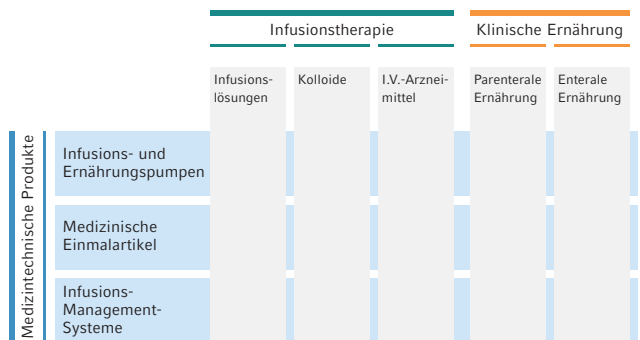 Infusionstherapie
Klinische Ernährung
Infusions-
lösungen
Kolloide
I.V.-Arznei-
mittel
Parenterale
Ernährung
Enterale
Ernährung
Medizintechnische Produkte
Infusions- und
Ernährungspumpen
Medizinische
Einmalartikel
Infusions-
Management-
Systeme